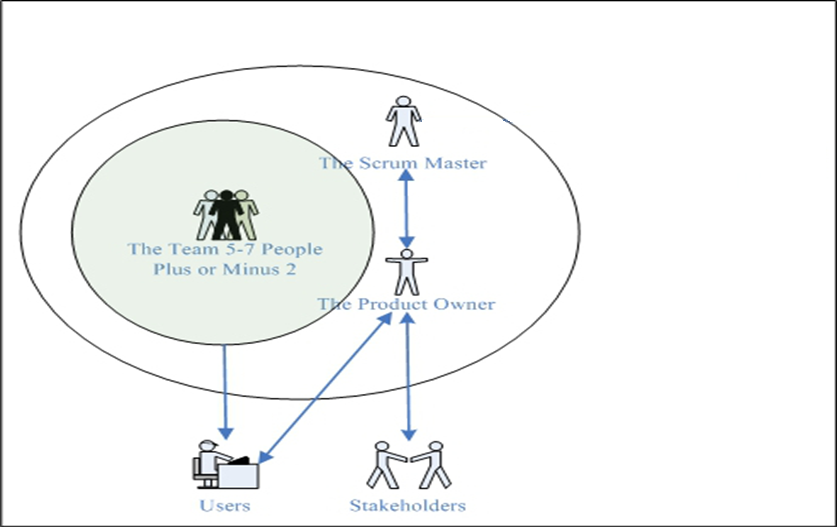 The Scrum Master
The Team 5-7 People
Plus or Minus 2
The Product Owner
Users
Stakeholders